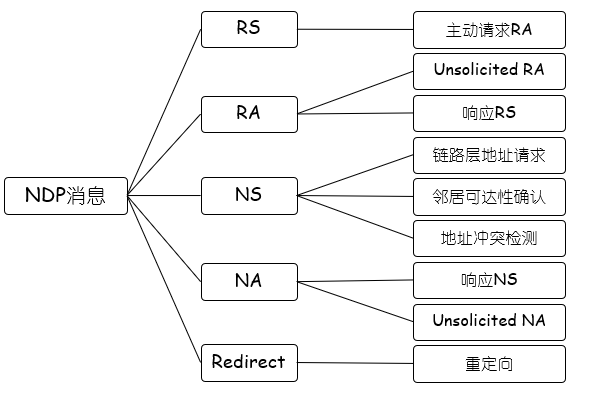 NDP消息
RS
主动请求RA
RA
Unsolicited RA
响应RS
NS
链路层地址请求
邻居可达性确认
地址冲突检测
NA
响应NS
Unsolicited NA
Redirect
重定向